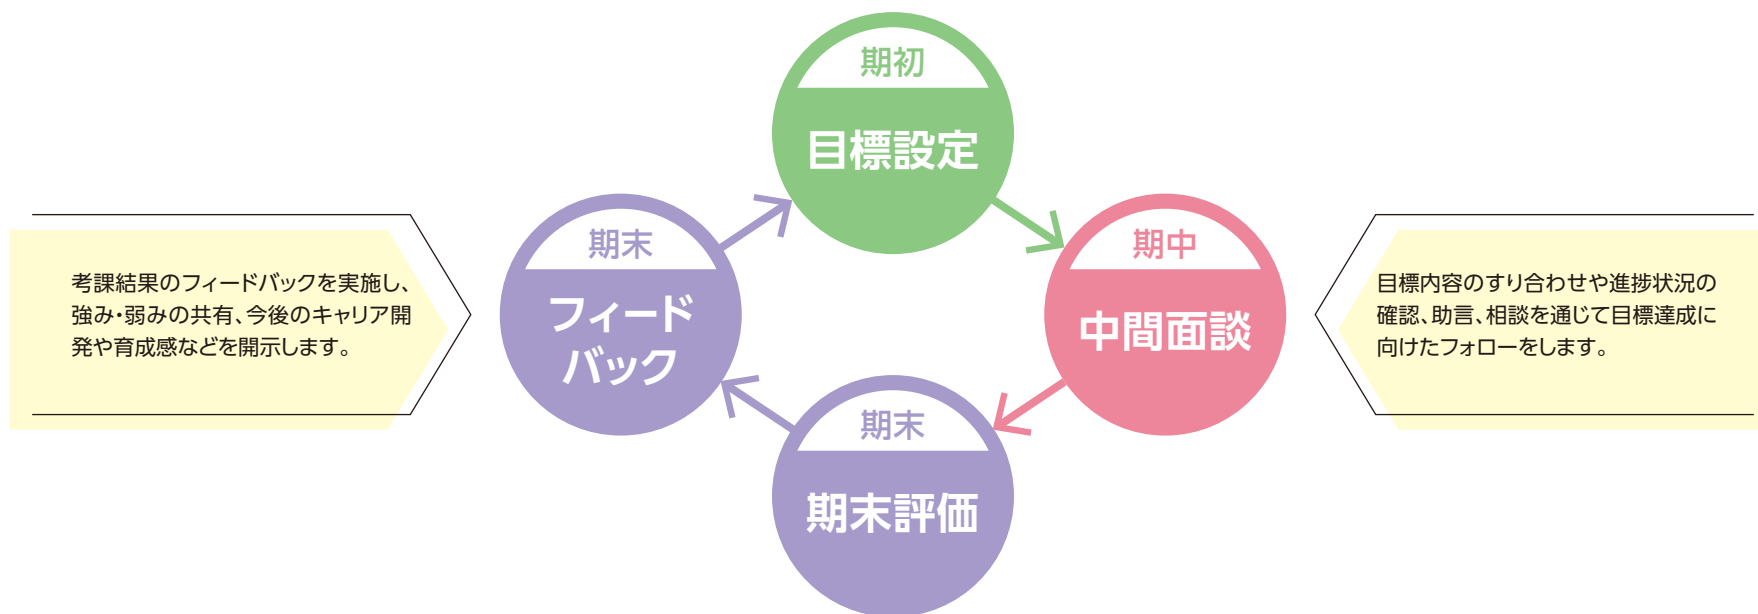 期初
目標設定
期中
中間面談
目標内容のすり合わせや進捗状況の
確認、助言、相談を通じて目標達成に
向けたフォローをします。
期末
期末評価
期末
フィード
バック
考課結果のフィードバックを実施し、
強み・弱みの共有、今後のキャリア開
発や育成感などを開示します。